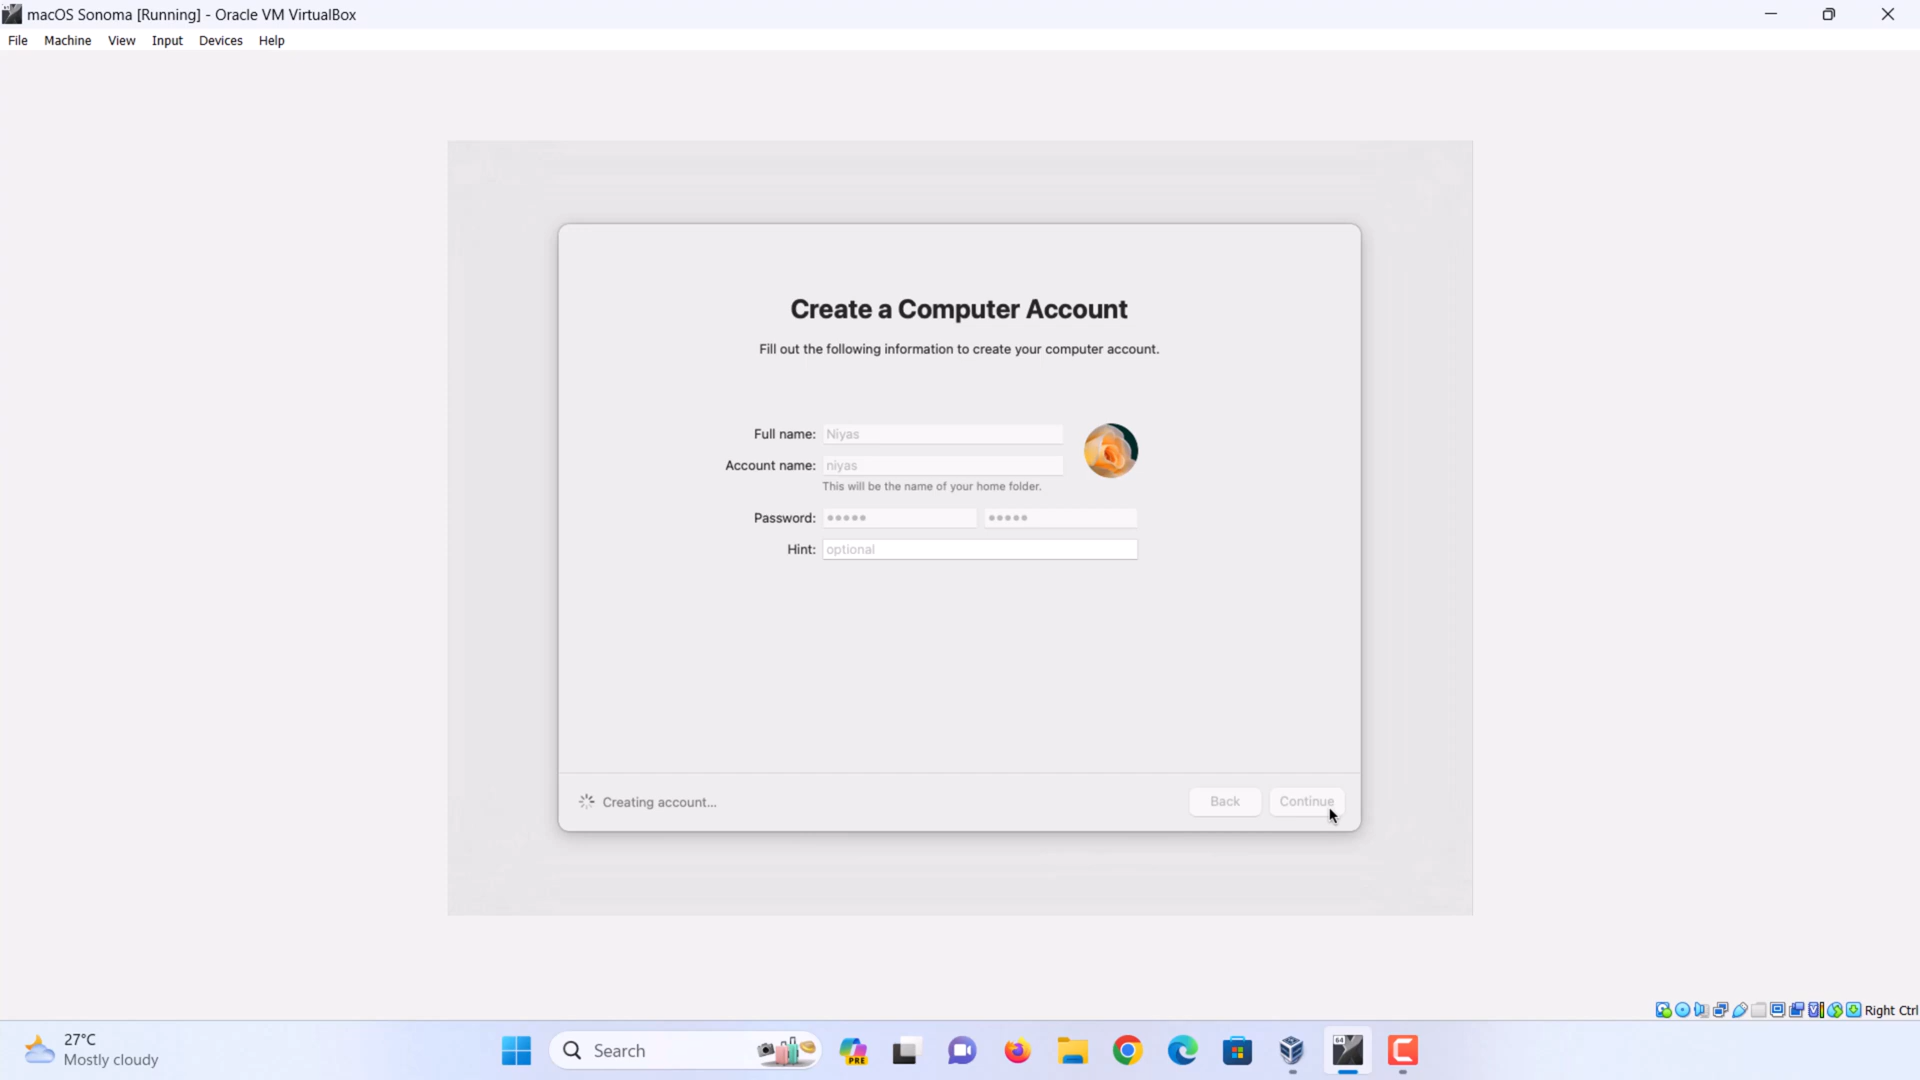 macOS Sonoma [Running] - Oracle VM VirtualBox
File Machine View Input Devices Help
Create a Computer Account
Fill out the following information to create your computer account.
Full name: Niyas
Account name: niyas
This will be the name of your home folder.
Password: ••••• •••••
Hint: optional
Creating account...
Back Continue
Right Ctrl
27°C
Mostly cloudy
Search
PRE
64